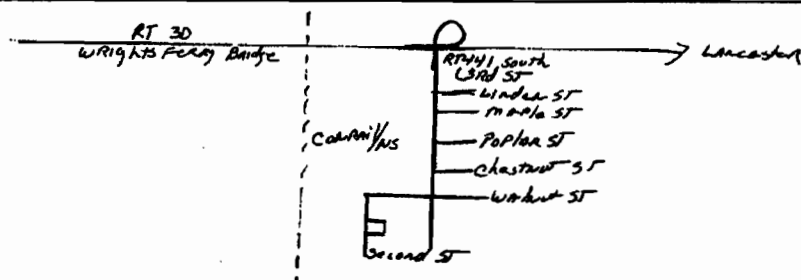 RT 30
WRIghts Ferry Bridge
Lancaster
RT441 South
L3Rd ST
Linden ST
Maple ST
Conrail/NS
Poplar ST
Chestnut ST
Walnut ST
Second ST